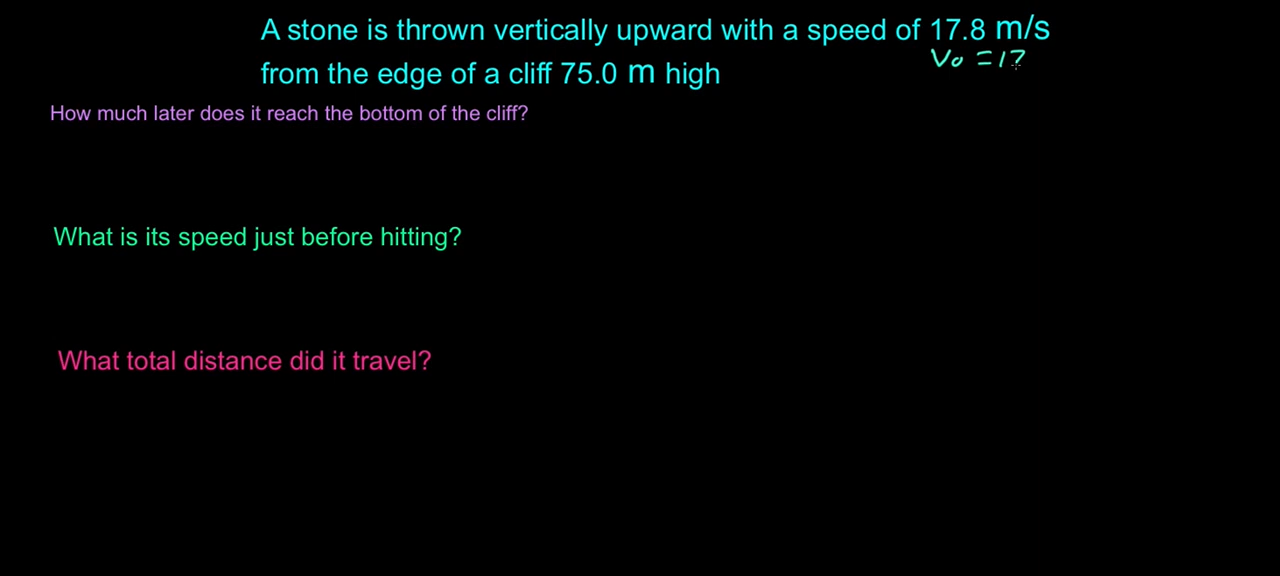 A stone is thrown vertically upward with a speed of 17.8 m/s
from the edge of a cliff 75.0 m high
Vo = 17
How much later does it reach the bottom of the cliff?
What is its speed just before hitting?
What total distance did it travel?